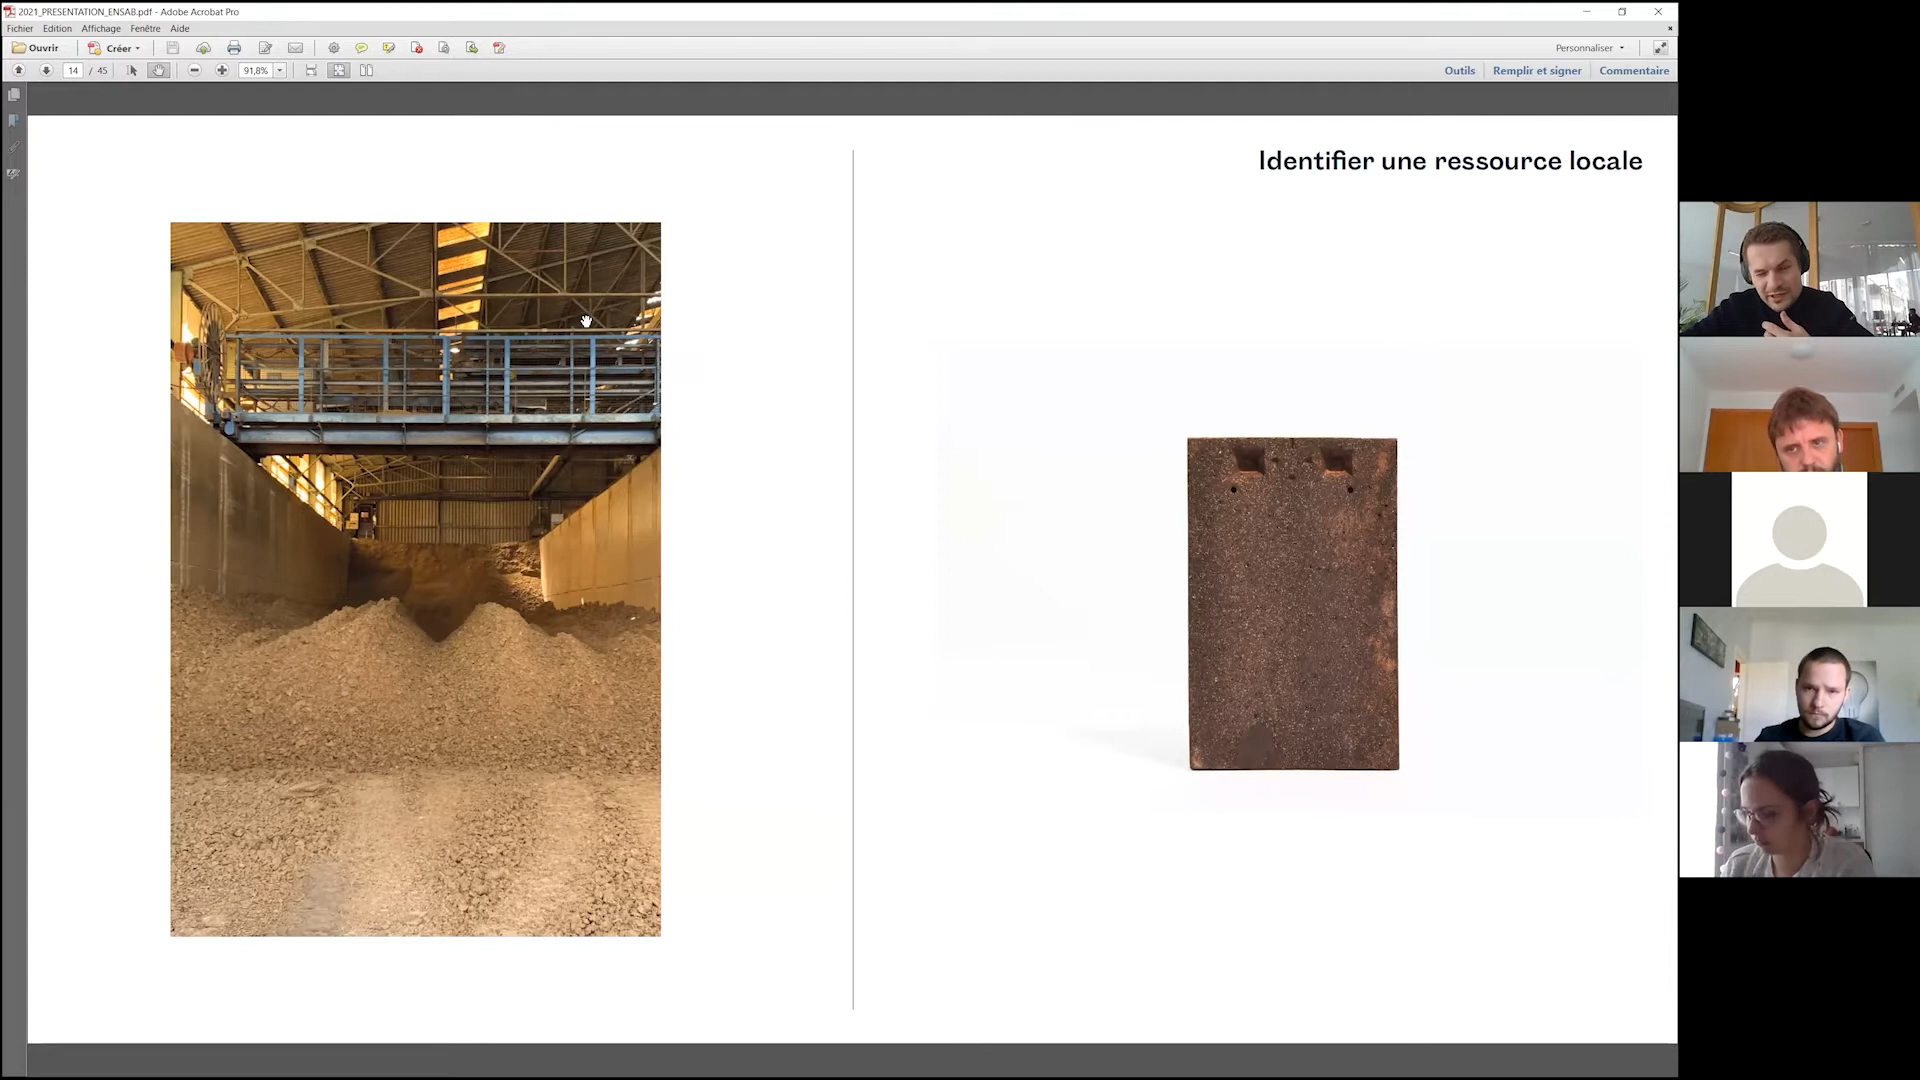 2021_PRESENTATION_ENSAB.pdf - Adobe Acrobat Pro
Fichier Edition Affichage Fenêtre Aide
Ouvrir Créer Personnaliser
14 / 45 91,8% Outils Remplir et signer Commentaire
Identifier une ressource locale